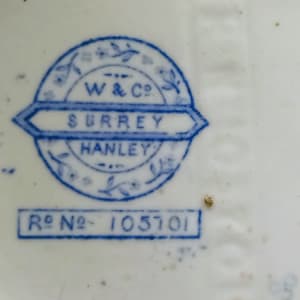 W & Co
SURREY
HANLEY
Rd No 105701